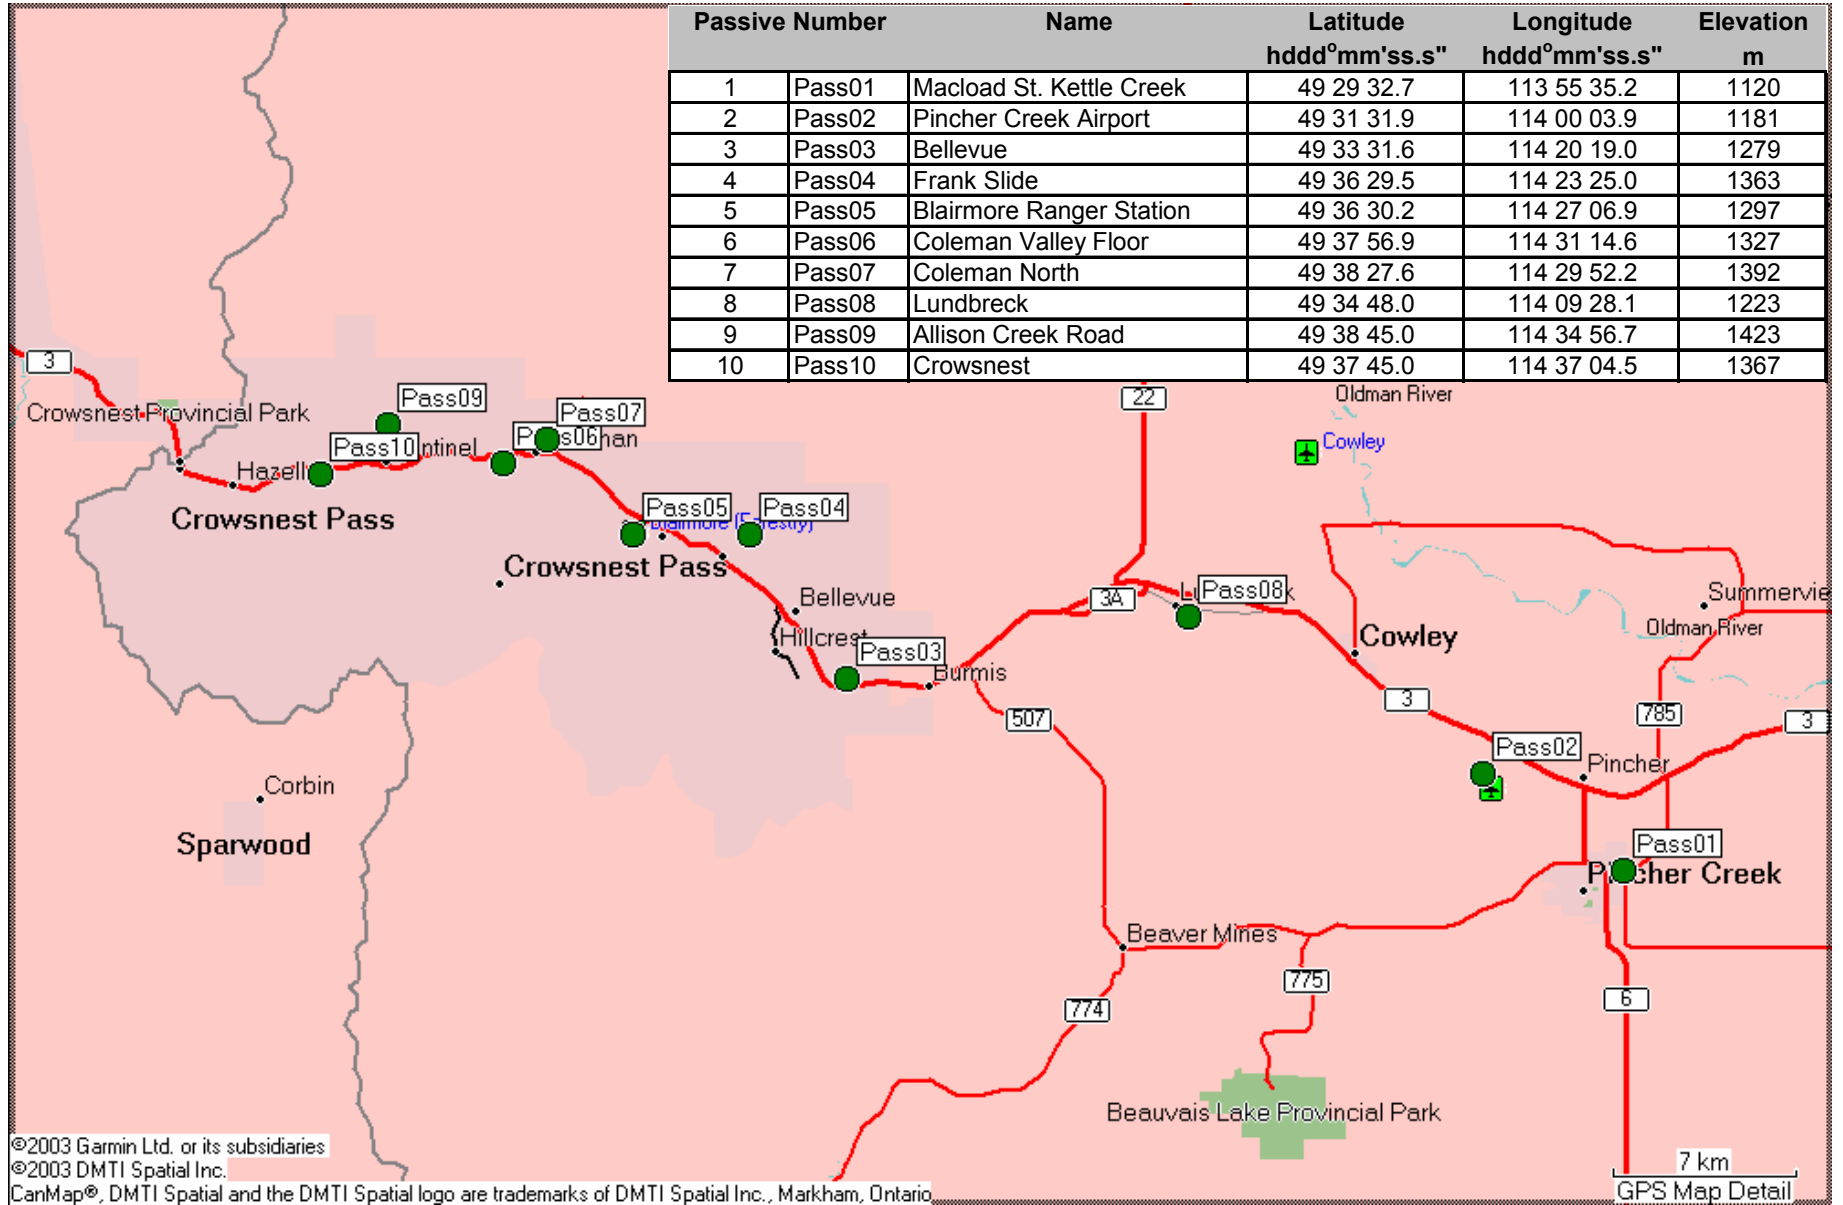 Passive Number Name Latitude Longitude Elevation
hdddºmm'ss.s" hdddºmm'ss.s" m
1 Pass01 Macload St. Kettle Creek 49 29 32.7 113 55 35.2 1120
2 Pass02 Pincher Creek Airport 49 31 31.9 114 00 03.9 1181
3 Pass03 Bellevue 49 33 31.6 114 20 19.0 1279
4 Pass04 Frank Slide 49 36 29.5 114 23 25.0 1363
5 Pass05 Blairmore Ranger Station 49 36 30.2 114 27 06.9 1297
6 Pass06 Coleman Valley Floor 49 37 56.9 114 31 14.6 1327
7 Pass07 Coleman North 49 38 27.6 114 29 52.2 1392
8 Pass08 Lundbreck 49 34 48.0 114 09 28.1 1223
9 Pass09 Allison Creek Road 49 38 45.0 114 34 56.7 1423
10 Pass10 Crowsnest 49 37 45.0 114 37 04.5 1367
3
22
Oldman River
Pass09
Crowsnest Provincial Park
Pass07
Pass06
Cowley
Pass10
Hazell
Crowsnest Pass
Pass05
Pass04
Blairmore (Forestry)
Crowsnest Pass
Bellevue
3A
Pass08
Summervie
Hillcrest
Cowley
Oldman River
Pass03
Burmis
3
507
785
3
Pass02
Pincher
Corbin
Sparwood
Pass01
Pincher Creek
Beaver Mines
775
774
6
Beauvais Lake Provincial Park
©2003 Garmin Ltd. or its subsidiaries
©2003 DMTI Spatial Inc.
CanMap®, DMTI Spatial and the DMTI Spatial logo are trademarks of DMTI Spatial Inc., Markham, Ontario
7 km
GPS Map Detail